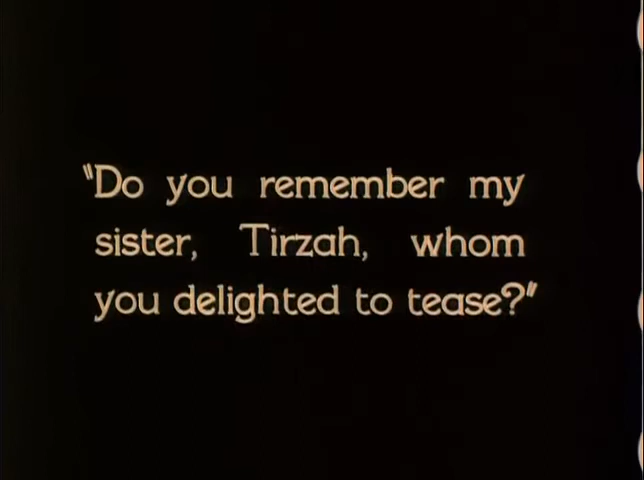 "Do you remember my
sister, Tirzah, whom
you delighted to tease?"